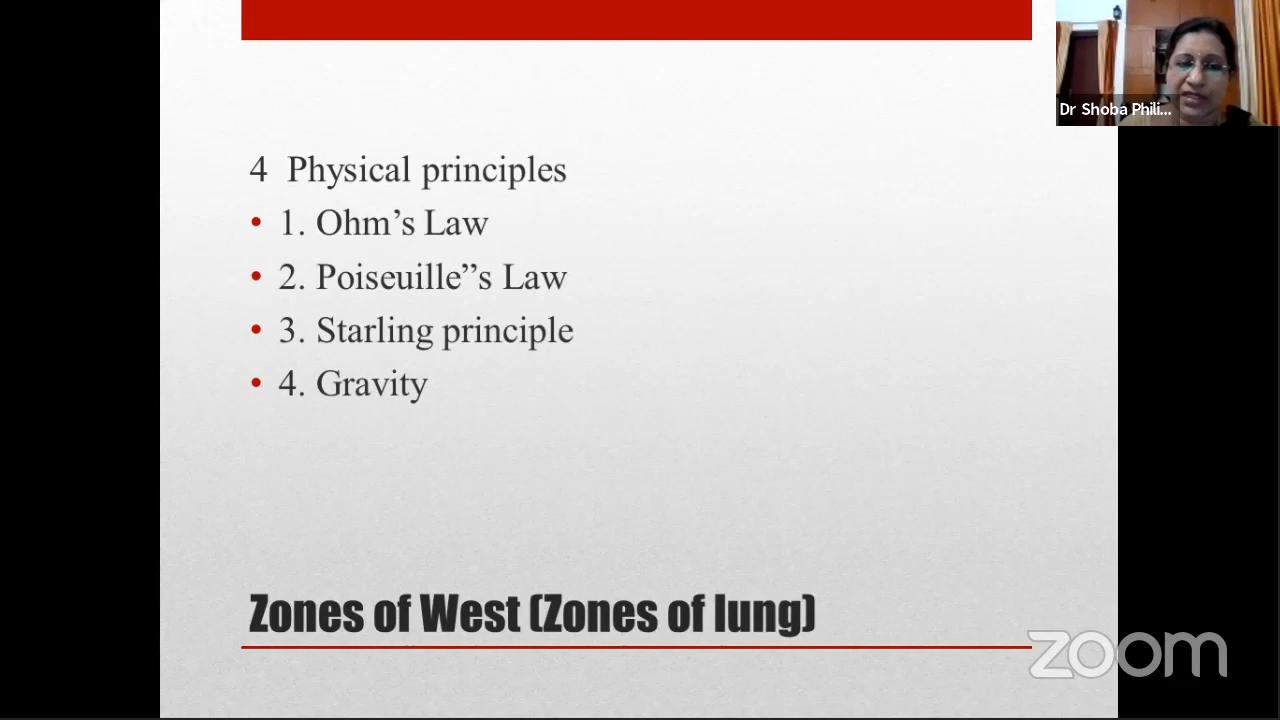 Dr Shoba Phili...
4 Physical principles
• 1. Ohm’s Law
• 2. Poiseuille”s Law
• 3. Starling principle
• 4. Gravity
Zones of West (Zones of lung)
zoom